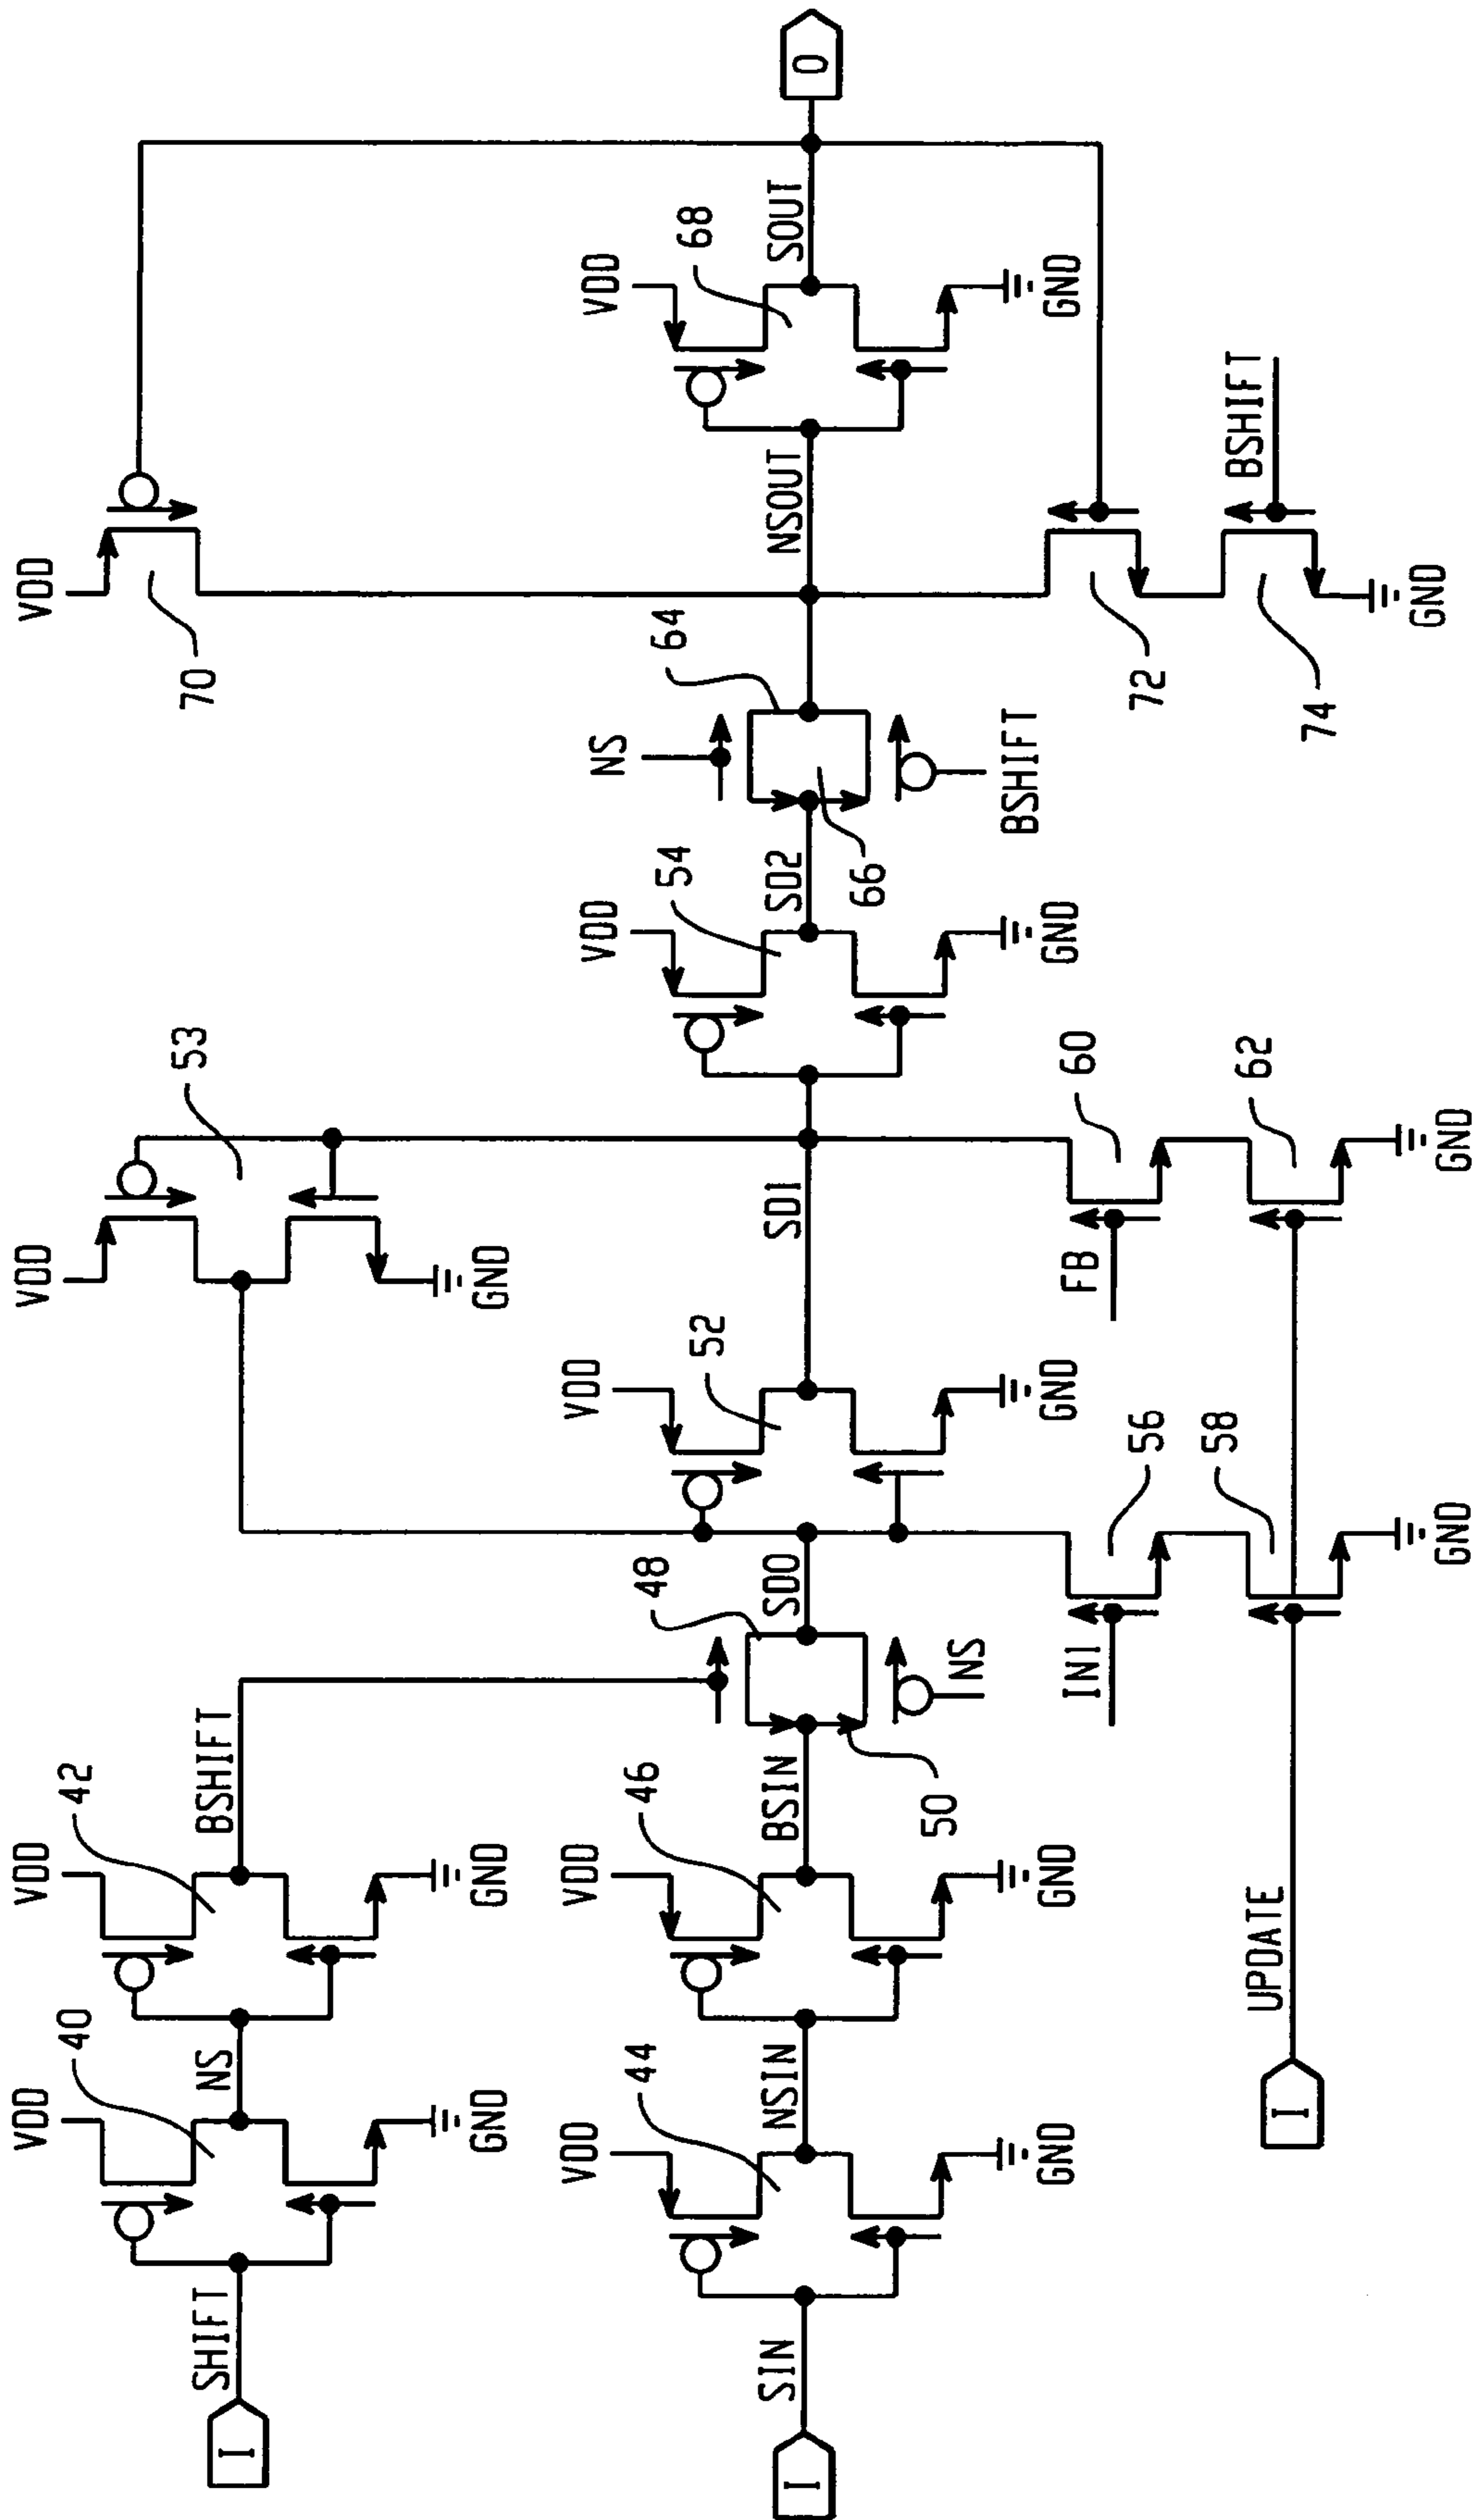 VDD
VDD
VDD
VDD
40
42
53
70
I
SHIFT
NS
BSHIFT
GND
GND
GND
VDD
VDD
VDD
VDD
NS
VDD
44
46
48
52
54
64
68
I
SIN
NSIN
BSIN
SD0
SD1
SD2
NSOUT
SOUT
O
66
50
NS
BSHIFT
GND
GND
GND
GND
GND
IN1
FB
60
56
72
58
62
BSHIFT
I
UPDATE
74
GND
GND
GND